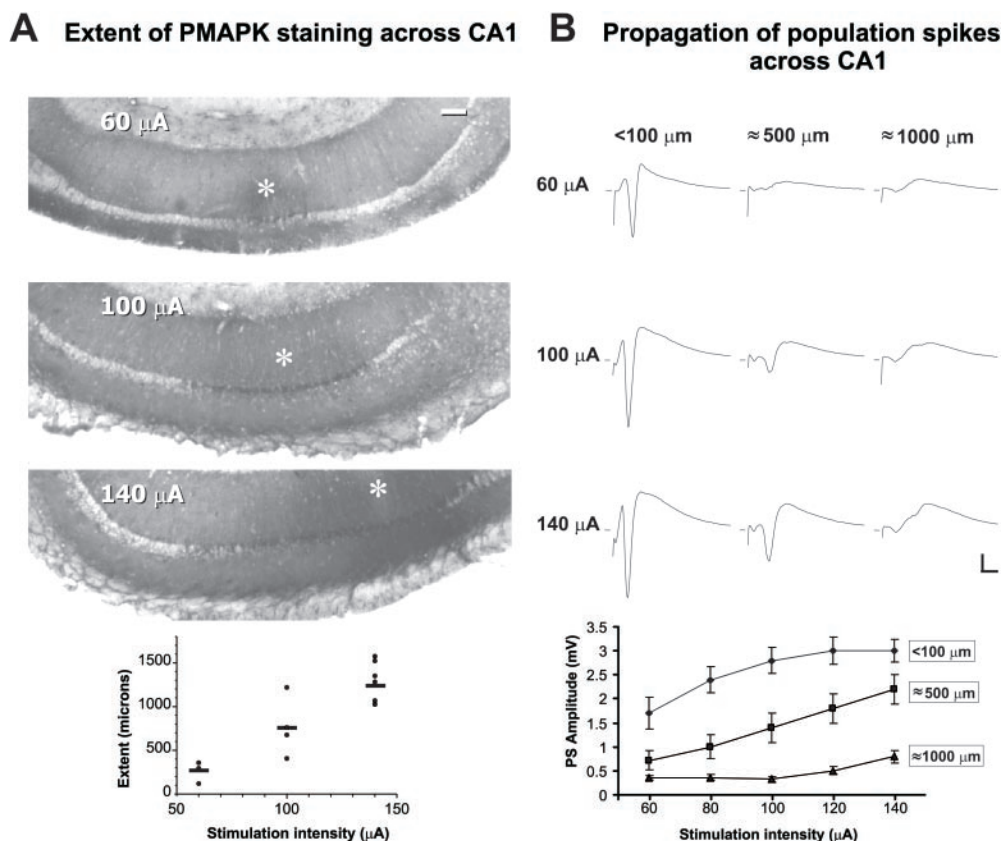 A Extent of PMAPK staining across CA1
60 µA
*
100 µA
*
140 µA
*
1500
1000
500
0
50
100
150
Extent (microns)
Stimulation intensity (µA)
B Propagation of population spikes
across CA1
<100 µm ≈500 µm ≈1000 µm
60 µA
100 µA
140 µA
3.5
3
2.5
2
1.5
1
0.5
0
PS Amplitude (mV)
<100 µm
≈500 µm
≈1000 µm
60 80 100 120 140
Stimulation intensity (µA)